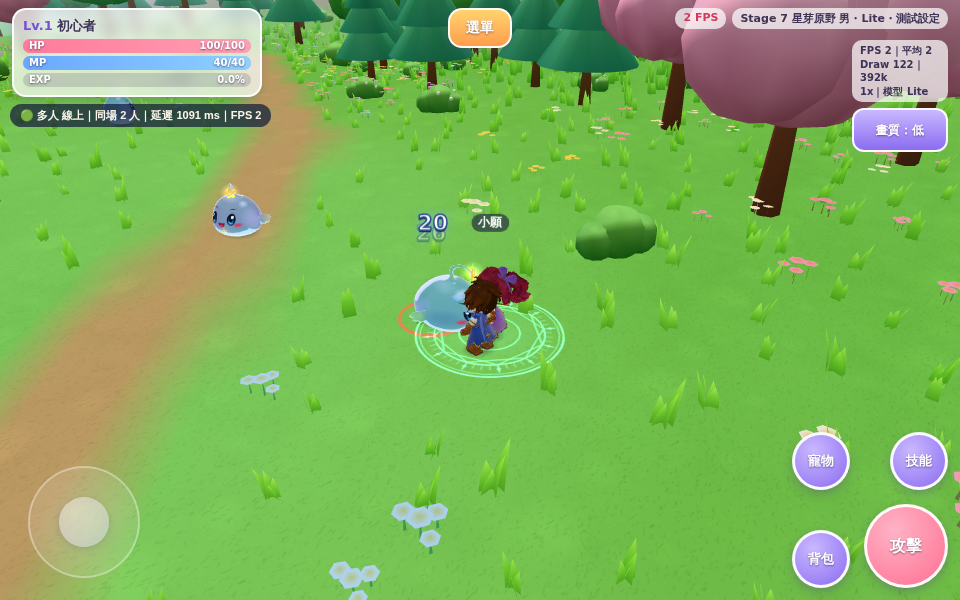 Lv.1 初心者
HP 100/100
MP 40/40
EXP 0.0%
多人 線上｜同場 2 人｜延遲 1091 ms｜FPS 2
選單
2 FPS
Stage 7 星芽原野 男・Lite・測試設定
FPS 2｜平均 2
Draw 122｜
392k
1x｜模型 Lite
畫質：低
20
20
小願
寵物
技能
背包
攻擊